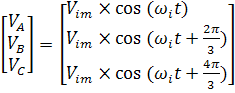 [V_A V_B V_C] = [V_im × cos (ω_i t)
V_im × cos (ω_i t + 2π/3)
V_im × cos (ω_i t + 4π/3)]